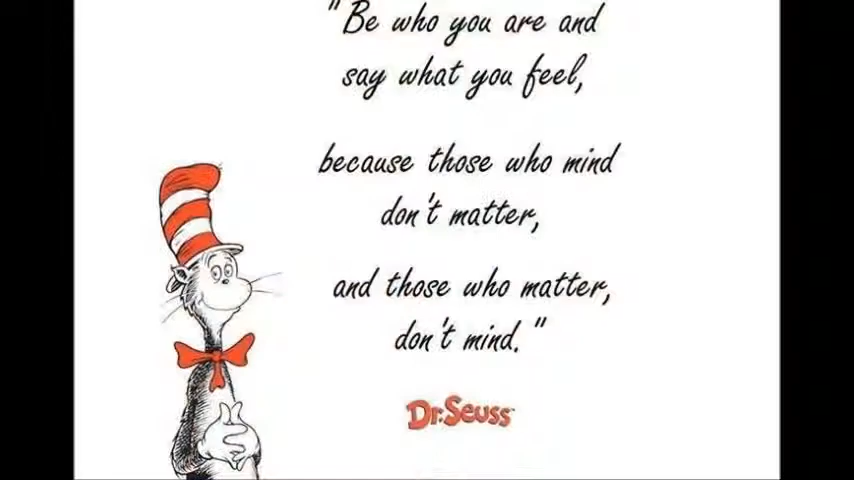 "Be who you are and
say what you feel,
because those who mind
don't matter,
and those who matter,
don't mind."
Dr. Seuss